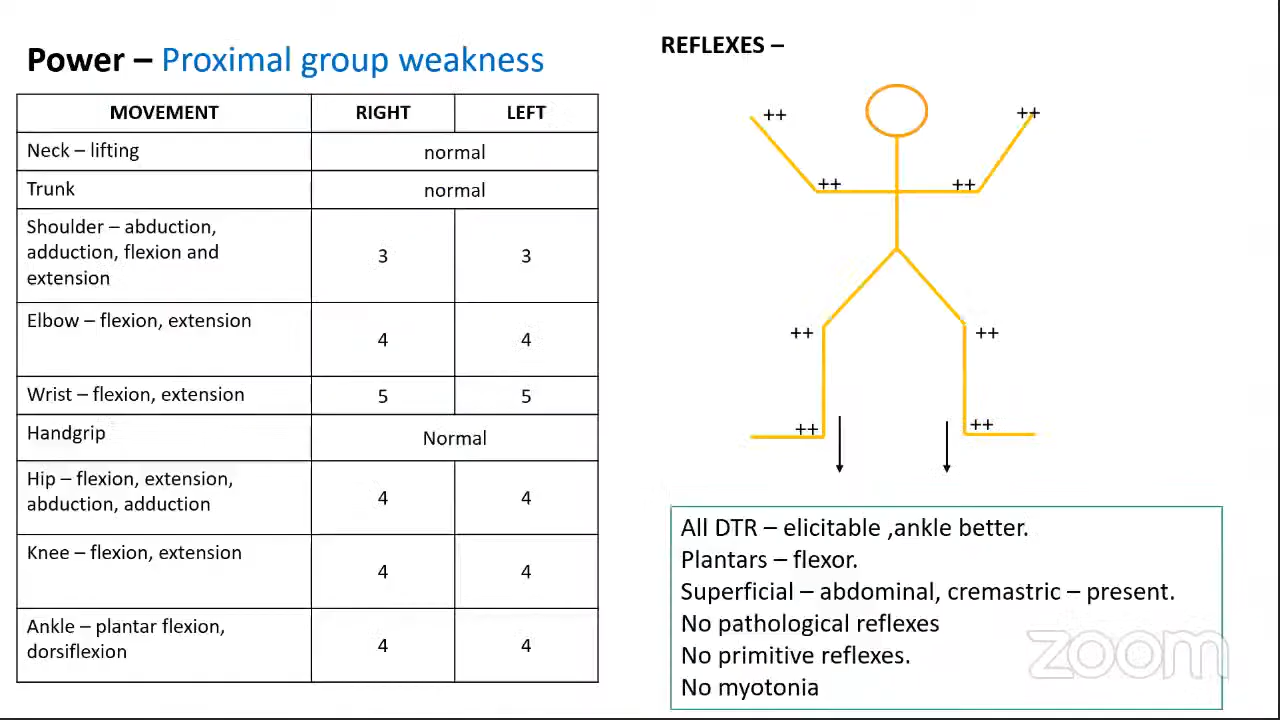 Power – Proximal group weakness
MOVEMENT RIGHT LEFT
Neck – lifting normal
Trunk normal
Shoulder – abduction,
adduction, flexion and
extension
3 3
Elbow – flexion, extension
4 4
Wrist – flexion, extension 5 5
Handgrip Normal
Hip – flexion, extension,
abduction, adduction
4 4
Knee – flexion, extension
4 4
Ankle – plantar flexion,
dorsiflexion
4 4
REFLEXES –
++ ++
++ ++
++ ++
++ ++
All DTR – elicitable ,ankle better.
Plantars – flexor.
Superficial – abdominal, cremastric – present.
No pathological reflexes
No primitive reflexes.
No myotonia
zoom